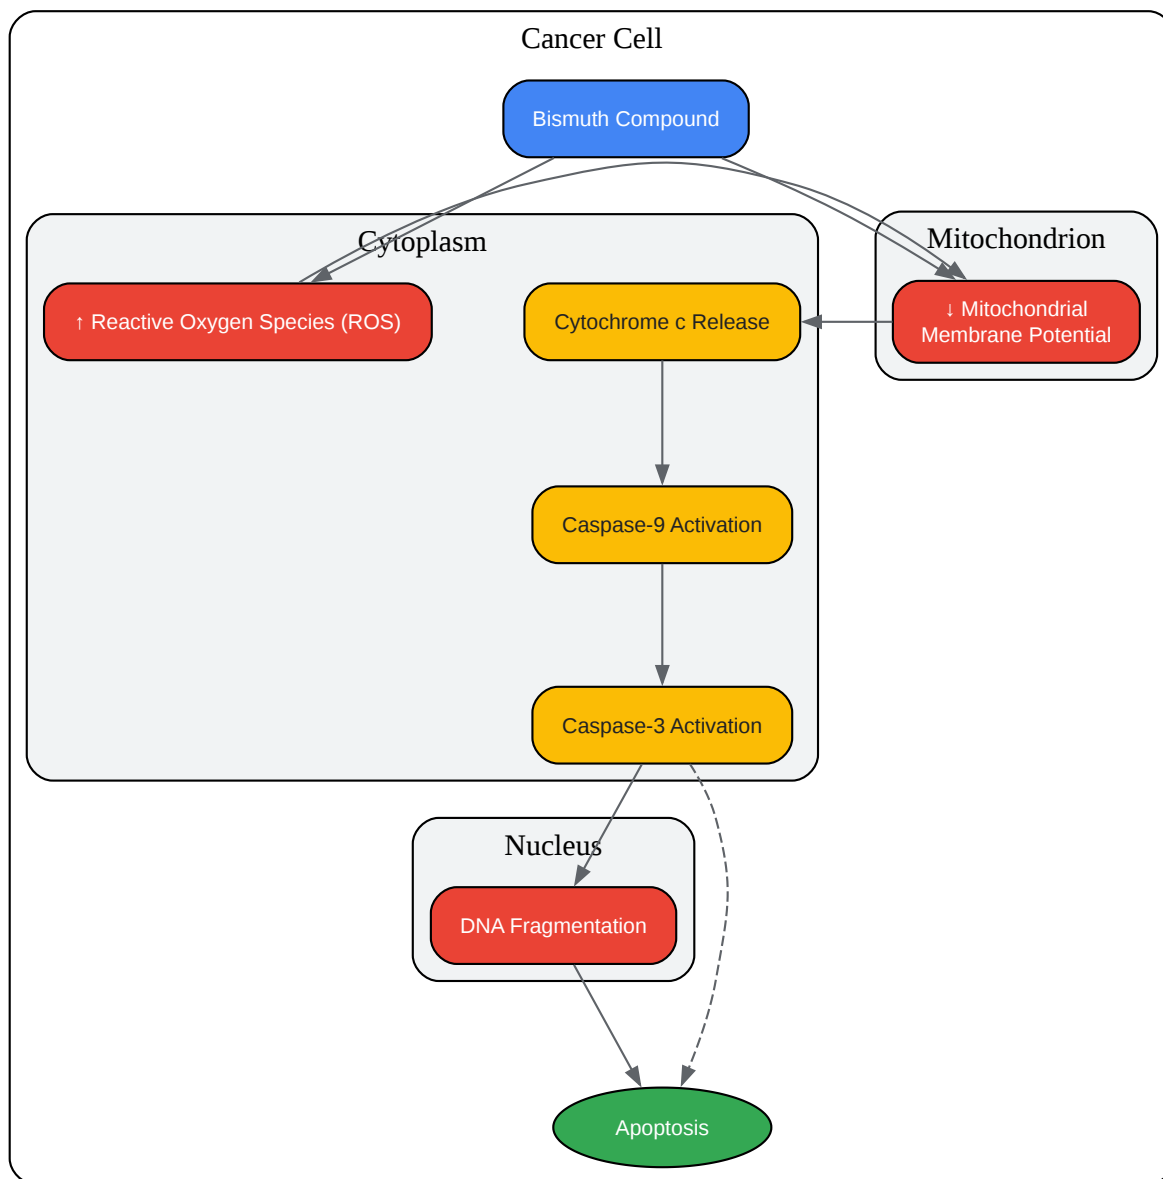 Cancer Cell
Bismuth Compound
Cytoplasm
Mitochondrion
↑ Reactive Oxygen Species (ROS)
Cytochrome c Release
↓ Mitochondrial
Membrane Potential
Caspase-9 Activation
Caspase-3 Activation
Nucleus
DNA Fragmentation
Apoptosis